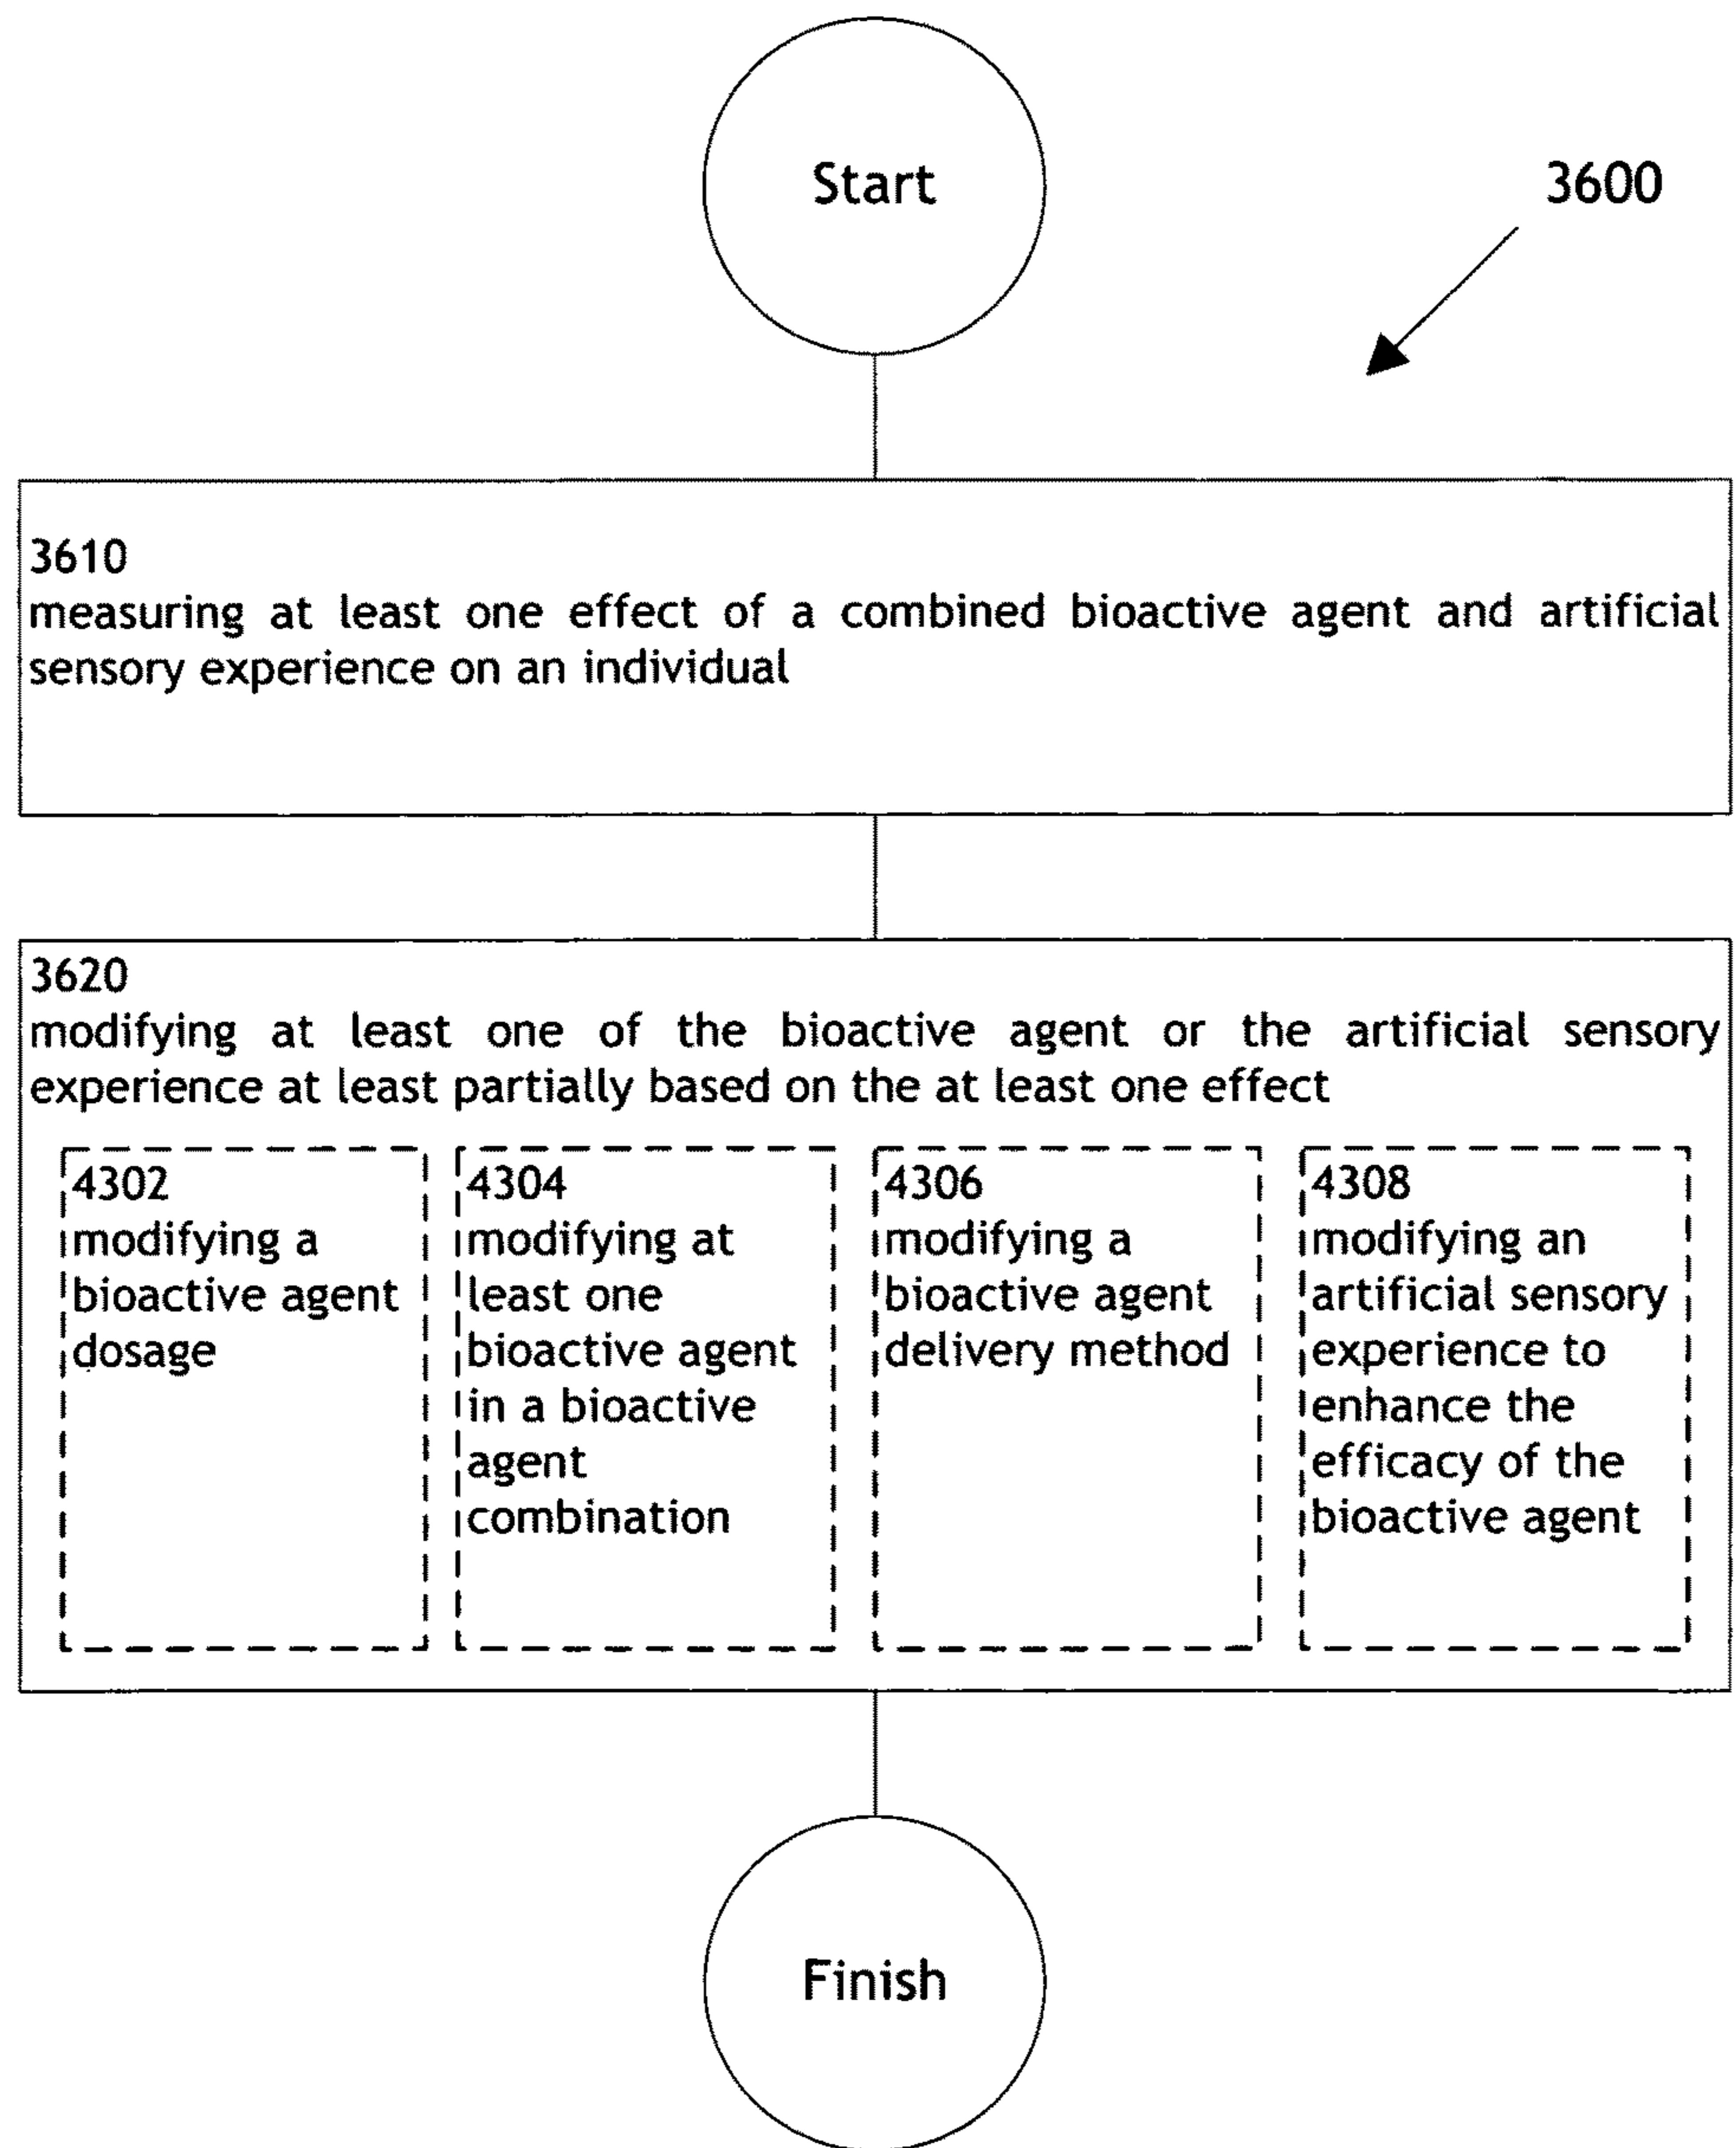 Start
3600
3610
measuring at least one effect of a combined bioactive agent and artificial
sensory experience on an individual
3620
modifying at least one of the bioactive agent or the artificial sensory
experience at least partially based on the at least one effect
4302
modifying a
bioactive agent
dosage
4304
modifying at
least one
bioactive agent
in a bioactive
agent
combination
4306
modifying a
bioactive agent
delivery method
4308
modifying an
artificial sensory
experience to
enhance the
efficacy of the
bioactive agent
Finish